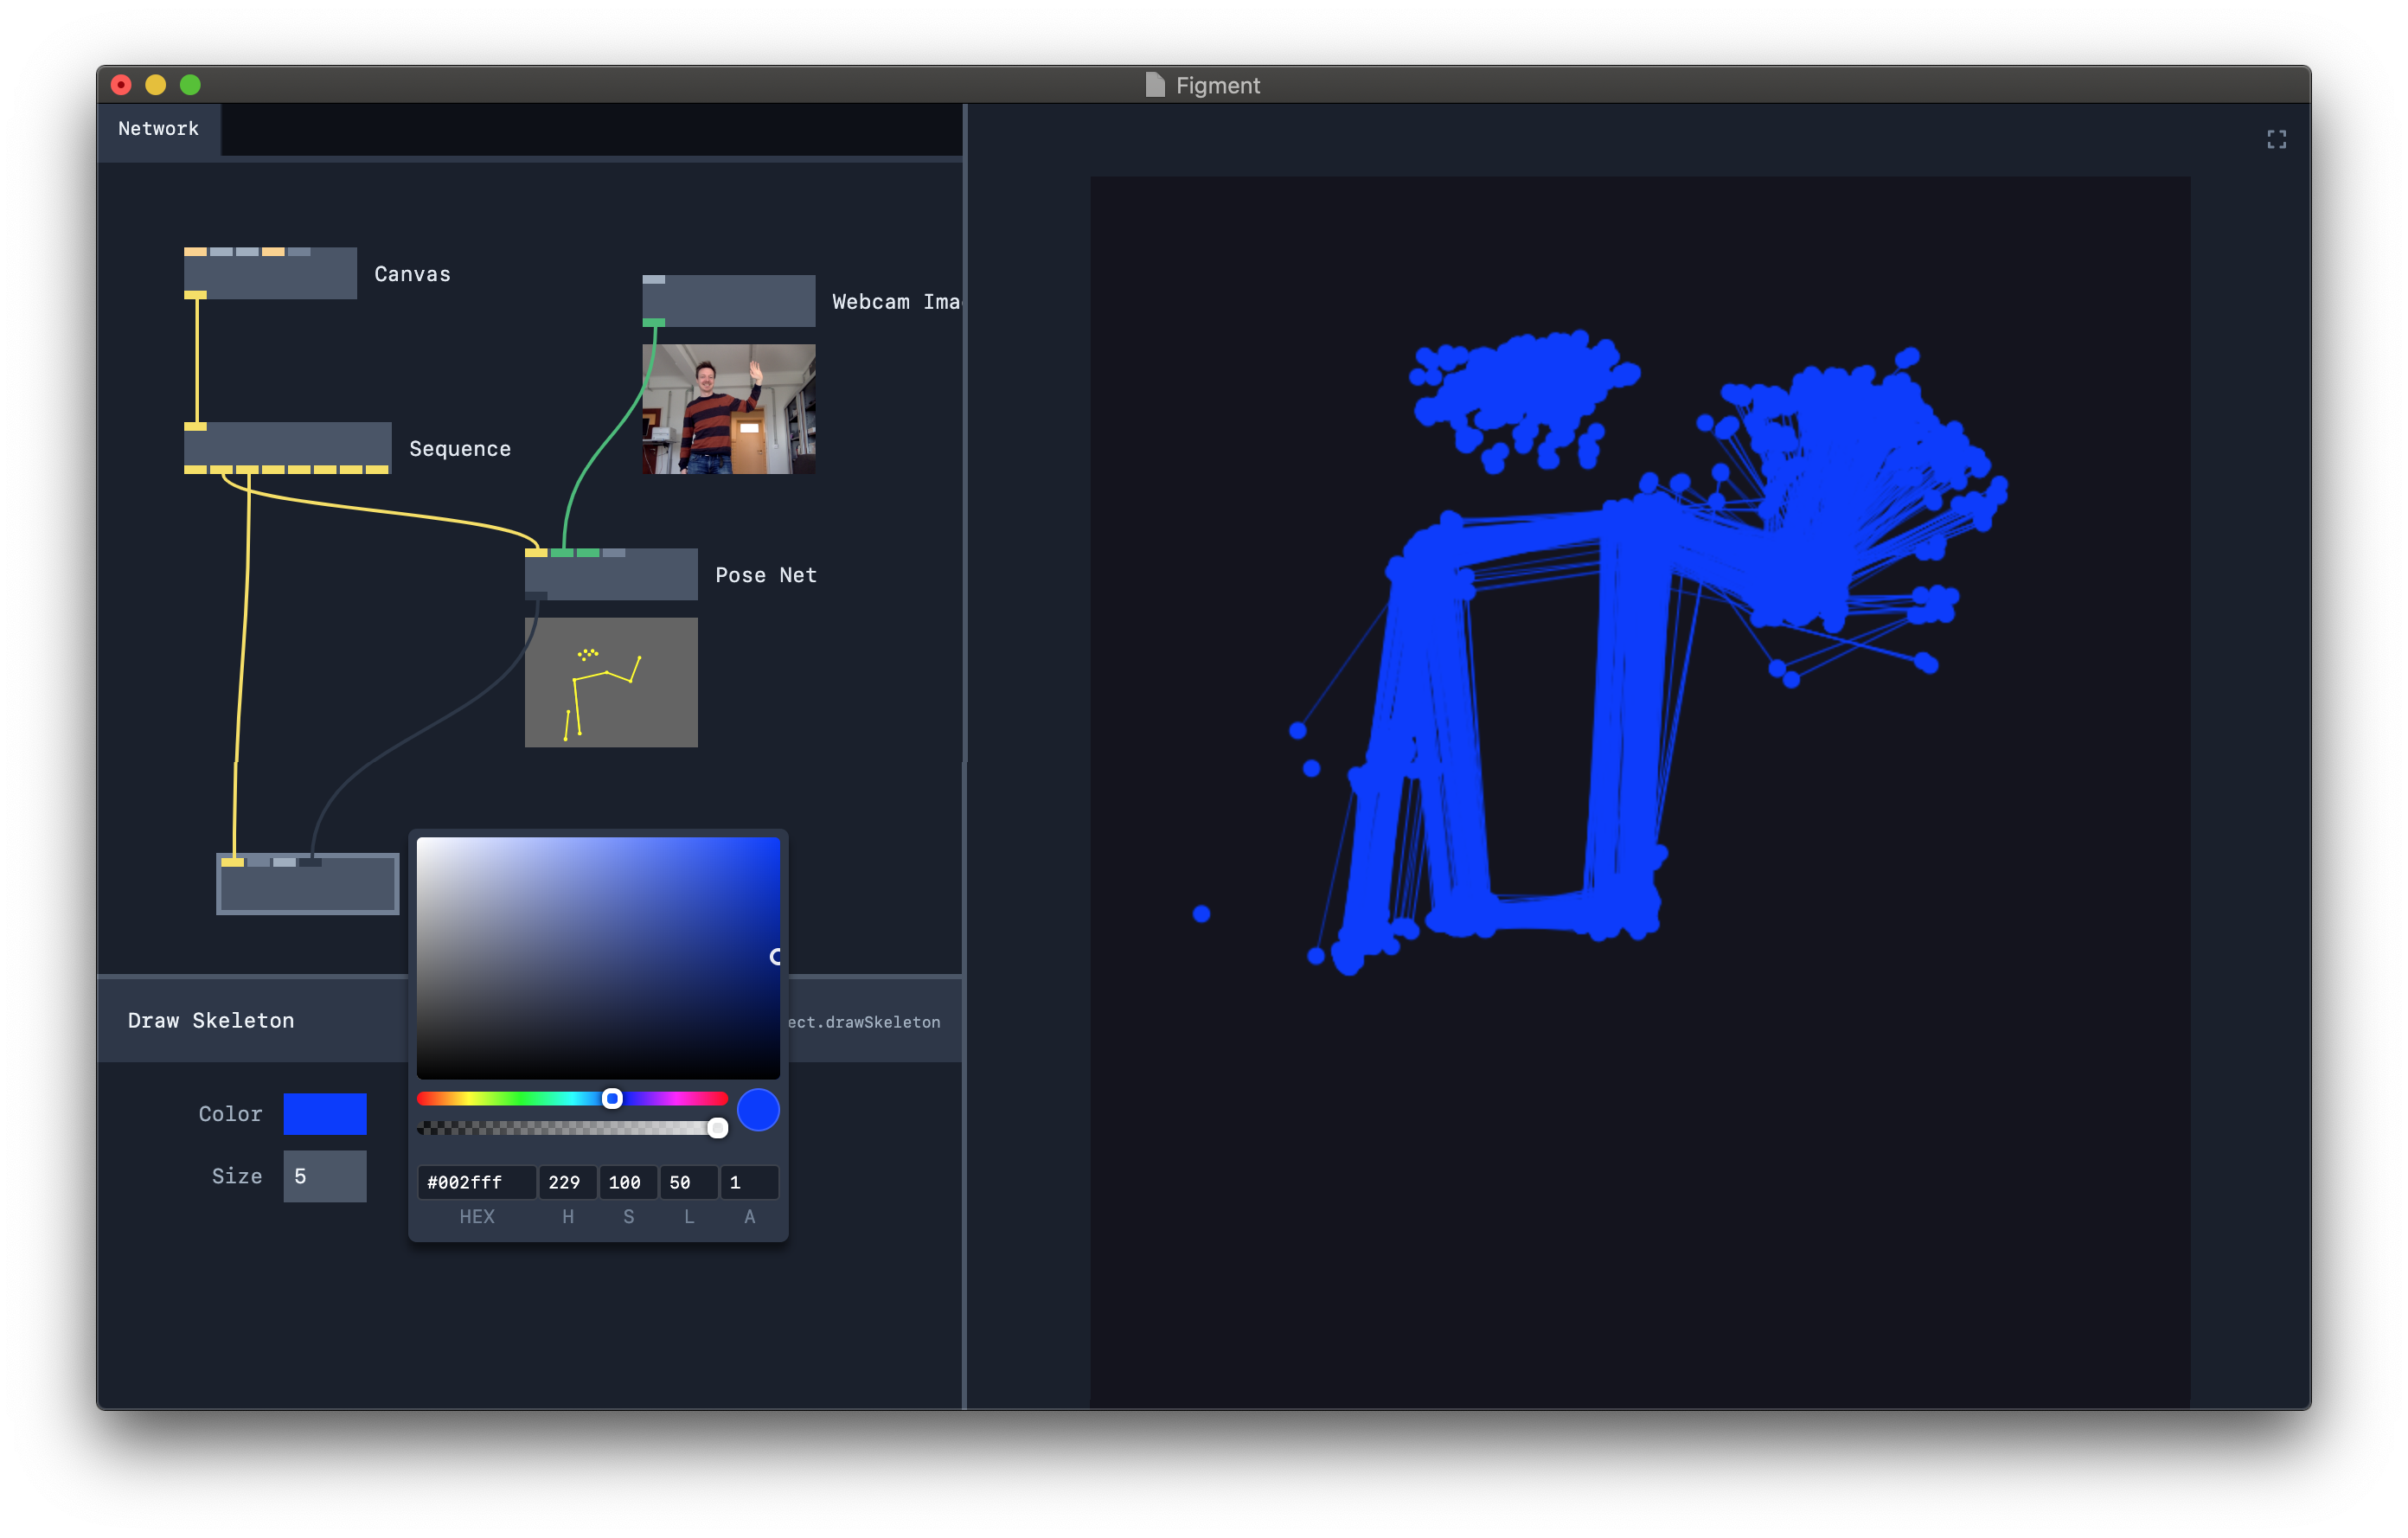 Figment
Network
Canvas
Webcam Ima
Sequence
Pose Net
Draw Skeleton
ect.drawSkeleton
Color
Size
5
#002fff 229 100 50 1
HEX H S L A